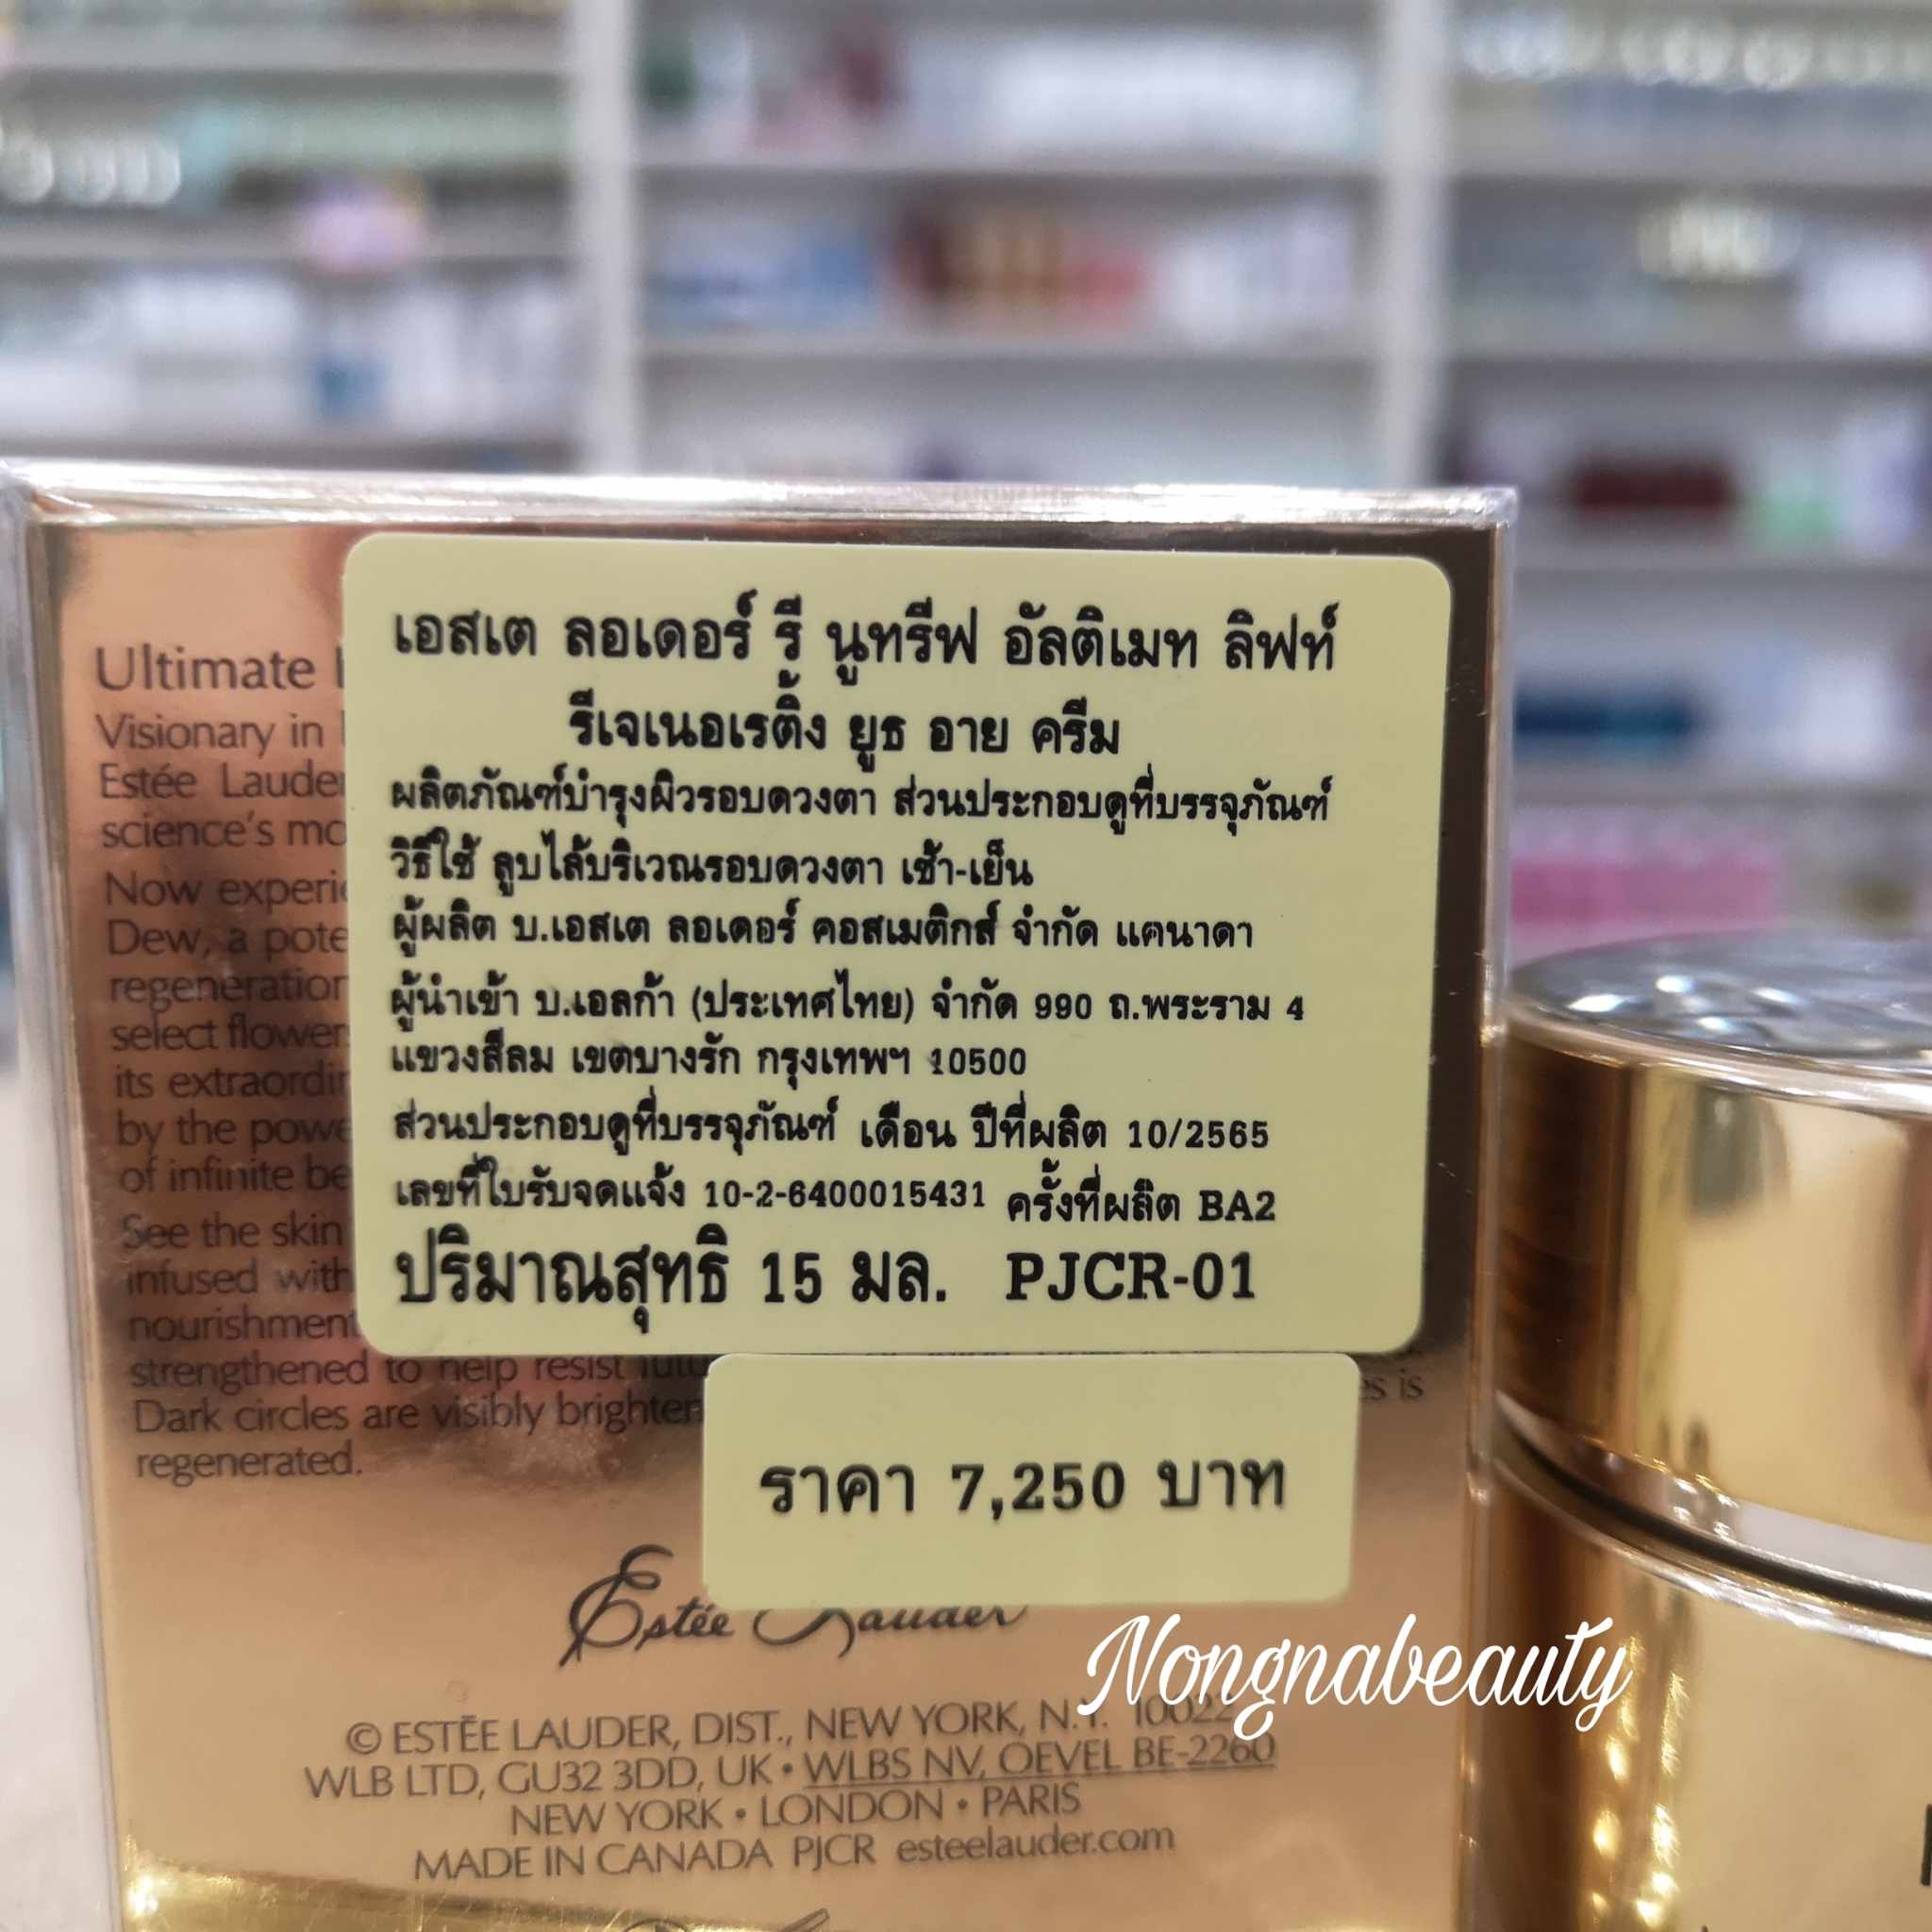 เอสเต ลอเดอร์ รี นูทรีฟ อัลติเมท ลิฟท์
รีเจเนอเรติ้ง ยูธ อาย ครีม
ผลิตภัณฑ์บำรุงผิวรอบดวงตา ส่วนประกอบดูที่บรรจุภัณฑ์
วิธีใช้ ลูบไล้บริเวณรอบดวงตา เช้า-เย็น
ผู้ผลิต บ.เอสเต ลอเดอร์ คอสเมติกส์ จำกัด แคนาดา
ผู้นำเข้า บ.เอลก้า (ประเทศไทย) จำกัด 990 ถ.พระราม 4
แขวงสีลม เขตบางรัก กรุงเทพฯ 10500
ส่วนประกอบดูที่บรรจุภัณฑ์ เดือน ปีที่ผลิต 10/2565
เลขที่ใบรับจดแจ้ง 10-2-6400015431 ครั้งที่ผลิต BA2
ปริมาณสุทธิ 15 มล. PJCR-01
ราคา 7,250 บาท
Ultimate
Visionary in
Estée Lauder
science's
Now
Dew, a
select
its
by the
of infinite
See the skin
infused with
nourishment
strengthened to help resist
Dark circles are visibly
es is
regenerated.
Estée Lauder
Nongnabeauty
© ESTĒE LAUDER, DIST., NEW YORK, N.Y. 10022
WLB LTD, GU32 3DD, UK • WLBS NV, OEVEL BE-2260
NEW YORK • LONDON • PARIS
MADE IN CANADA PJCR esteelauder.com